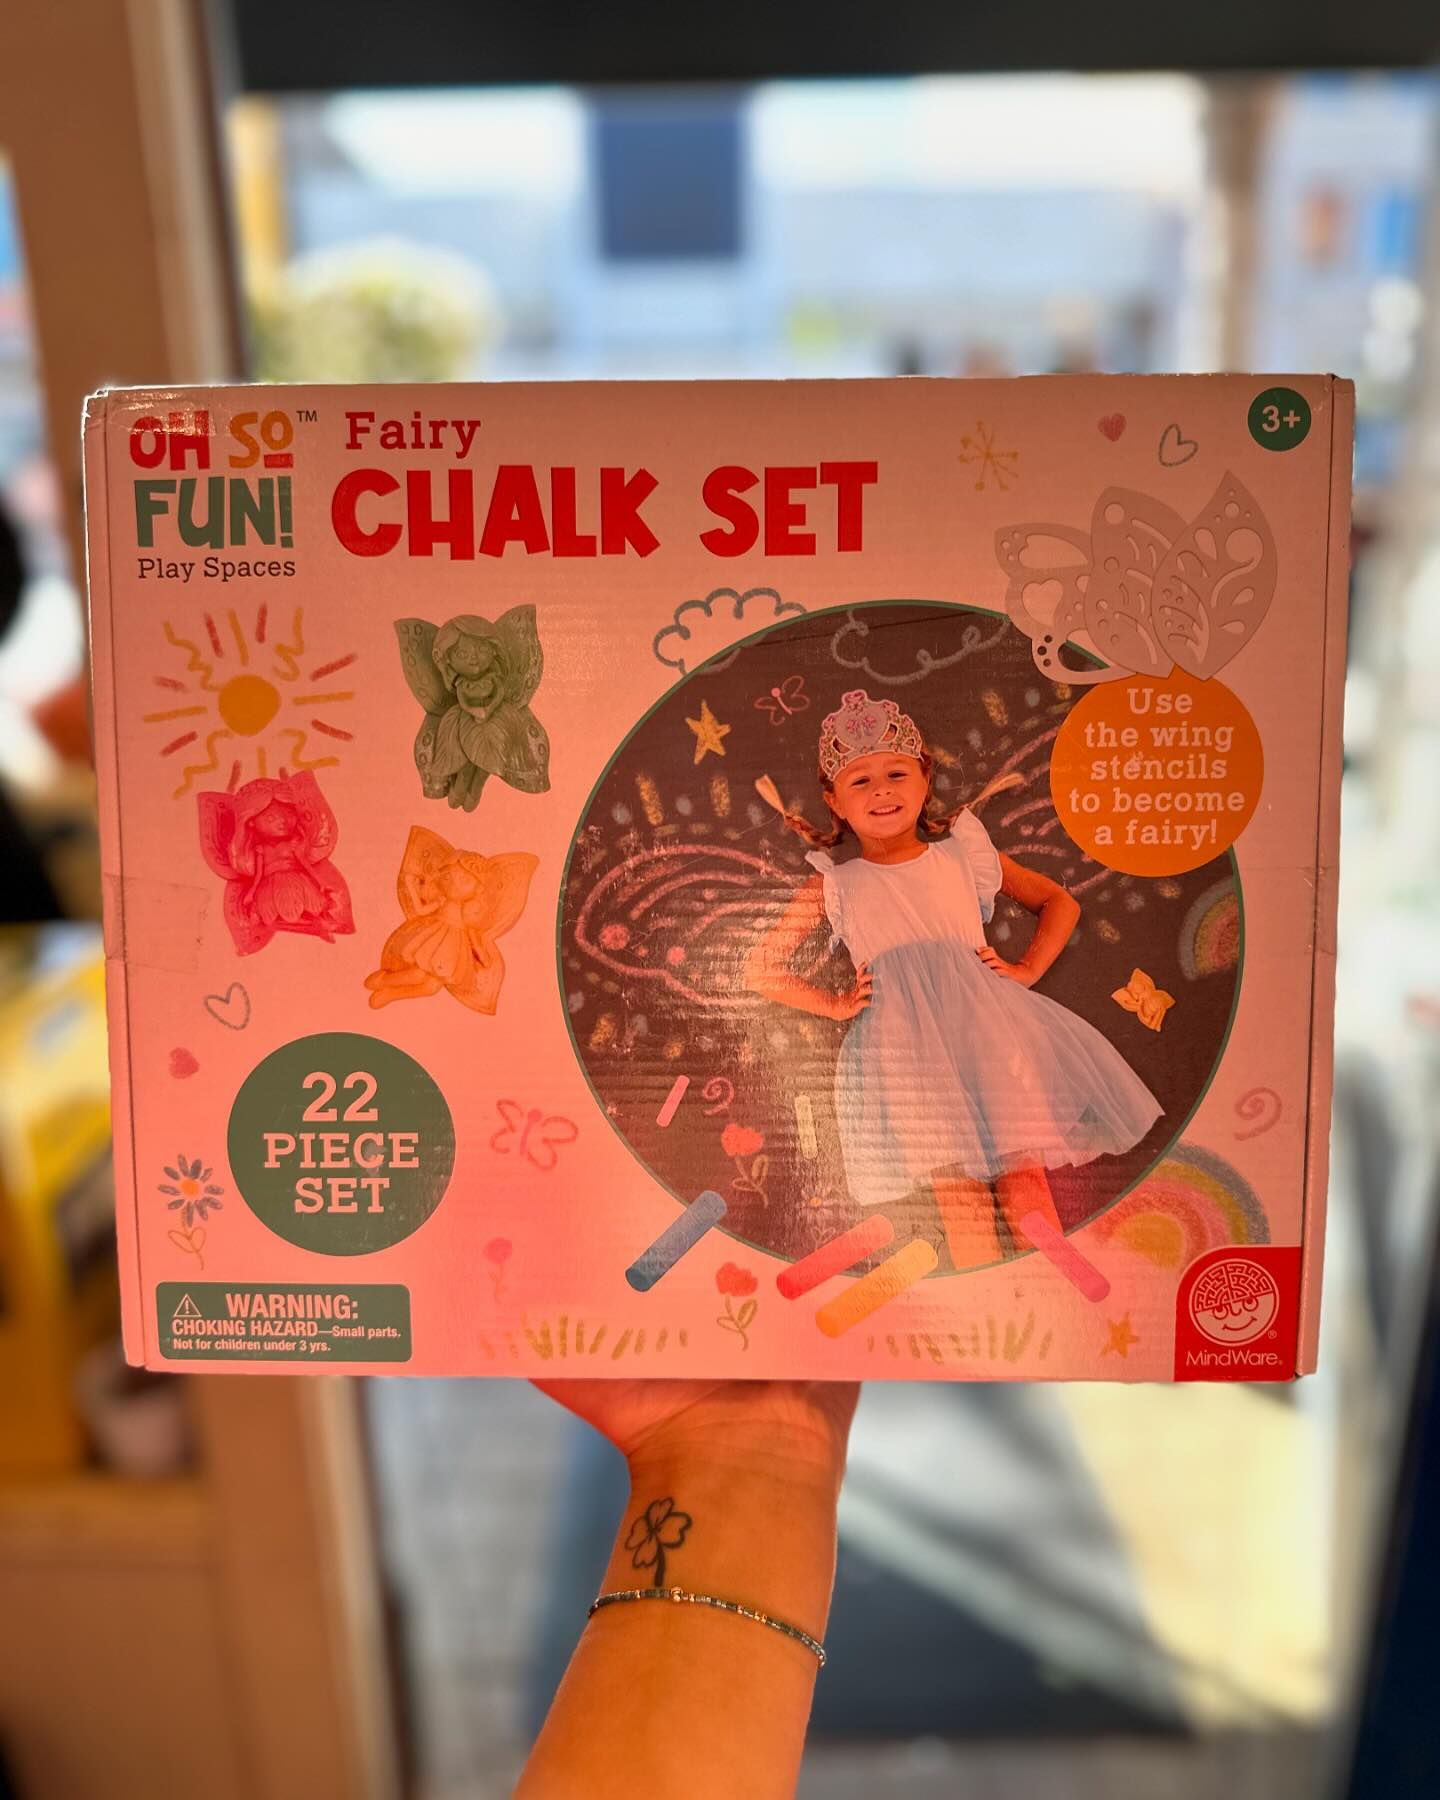 OH SO™
FUN!
Play Spaces
Fairy
CHALK SET
3+
Use
the wing
stencils
to become
a fairy!
22
PIECE
SET
WARNING:
CHOKING HAZARD—Small parts.
Not for children under 3 yrs.
MindWare®